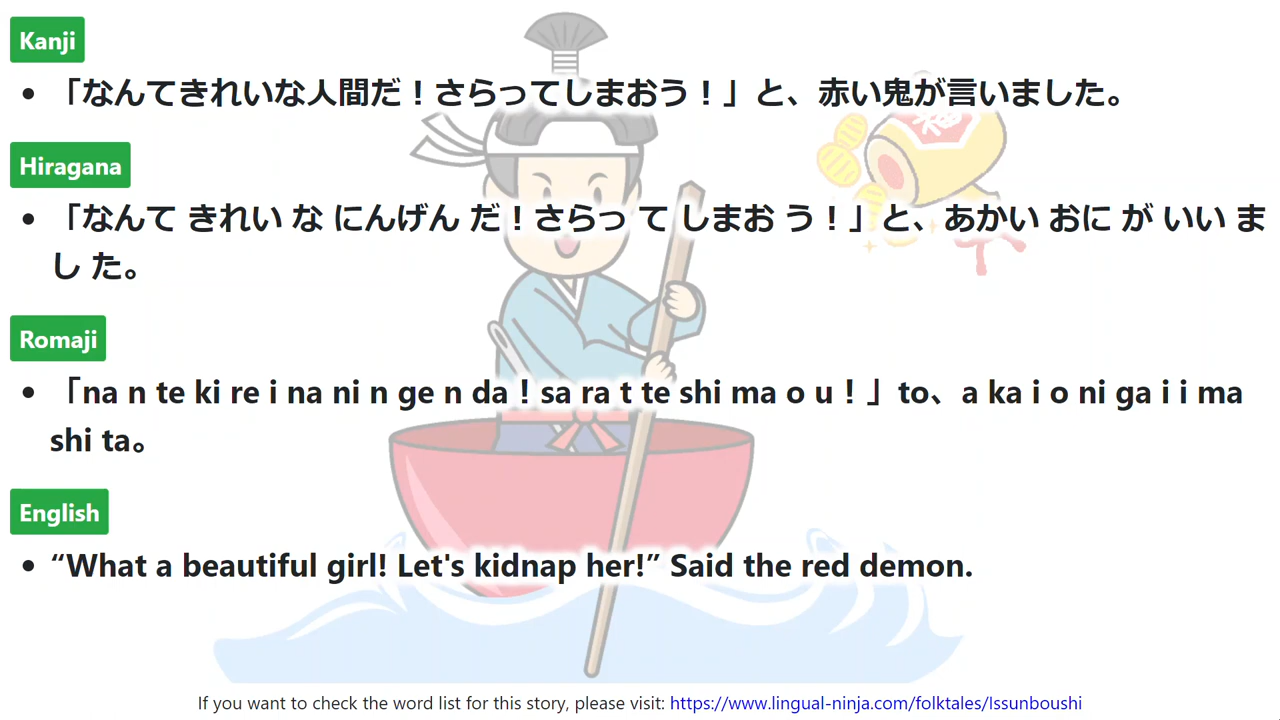 Kanji
• 「なんてきれいな人間だ！さらってしまおう！」と、赤い鬼が言いました。
Hiragana
• 「なんて きれい な にんげん だ！さらっ て しまお う！」と、あかい おに が いい ま
し た。
Romaji
• 「na n te ki re i na ni n ge n da！sa ra t te shi ma o u！」to、a ka i o ni ga i i ma
shi ta。
English
• “What a beautiful girl! Let's kidnap her!” Said the red demon.
福
If you want to check the word list for this story, please visit: https://www.lingual-ninja.com/folktales/Issunboushi